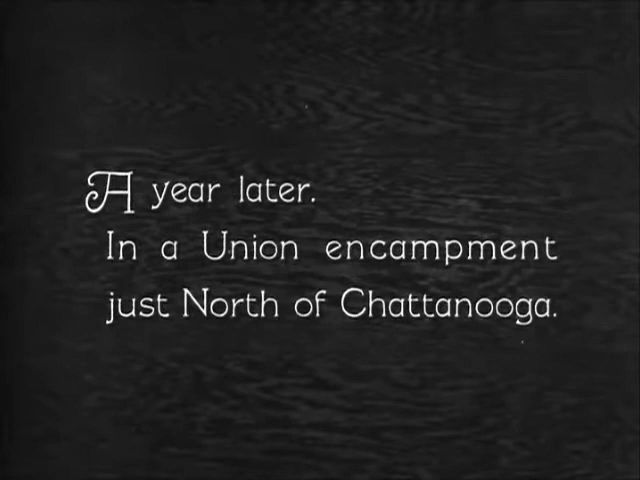 A year later.
In a Union encampment
just North of Chattanooga.